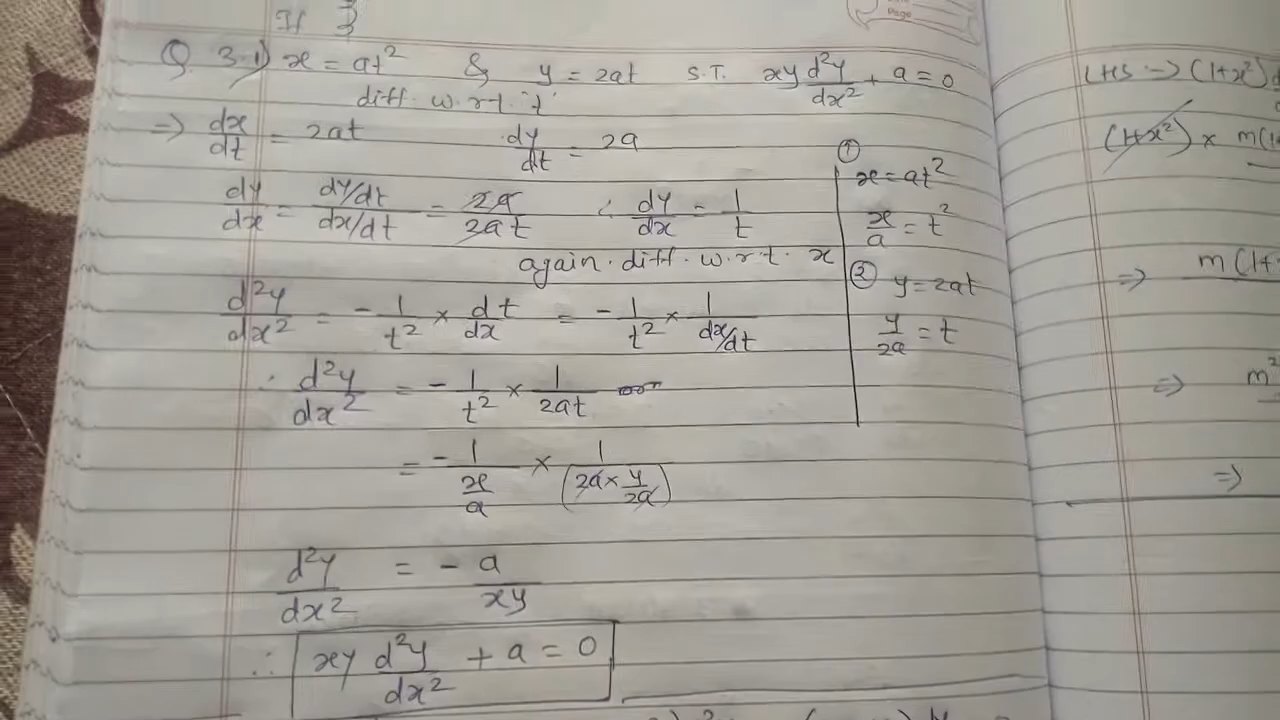 If 3
Page
Q. 3.1) x = at² & y = 2at S.T. xy d²y/dx² + a = 0
diff. w.r.t. 't'
⇒ dx/dt = 2at dy/dt = 2a
dy/dx = (dy/dt)/(dx/dt) = 2a/2at ∴ dy/dx = 1/t
again diff. w.r.t. x
d²y/dx² = -1/t² × dt/dx = -1/t² × 1/(dx/dt)
∴ d²y/dx² = -1/t² × 1/2at
= -1/(x/a) × 1/(2a × y/2a)
d²y/dx² = -a/xy
∴ xy d²y/dx² + a = 0
①
x = at²
x/a = t²
② y = 2at
y/2a = t
LHS → (1+x²)
(1+x²) × m(1
⇒ m(1+
⇒ m²
⇒